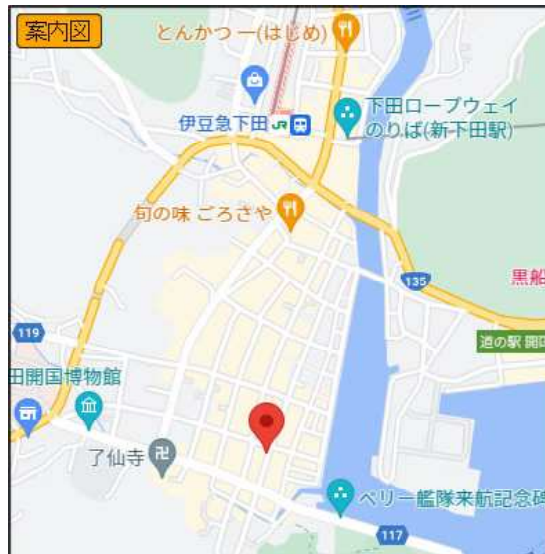 案内図
とんかつ 一(はじめ)
伊豆急下田
JR
下田ロープウェイ
のりば(新下田駅)
旬の味 ごろさや
135
黒船
119
道の駅 開国
田開国博物館
了仙寺
卍
ペリー艦隊来航記念碑
117